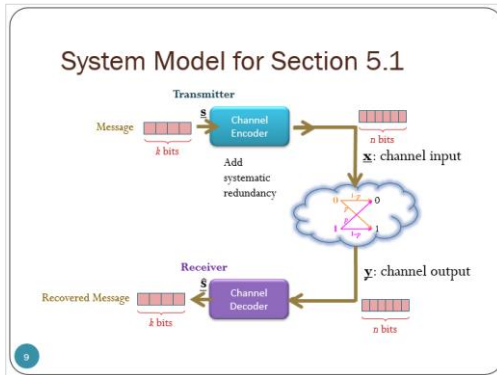 System Model for Section 5.1
Transmitter
Message
s
k bits
Channel
Encoder
n bits
Add
systematic
redundancy
x: channel input
0 1-p 0
p
p
1 1-p 1
Receiver
y: channel output
Recovered Message
ŝ
k bits
Channel
Decoder
n bits
9